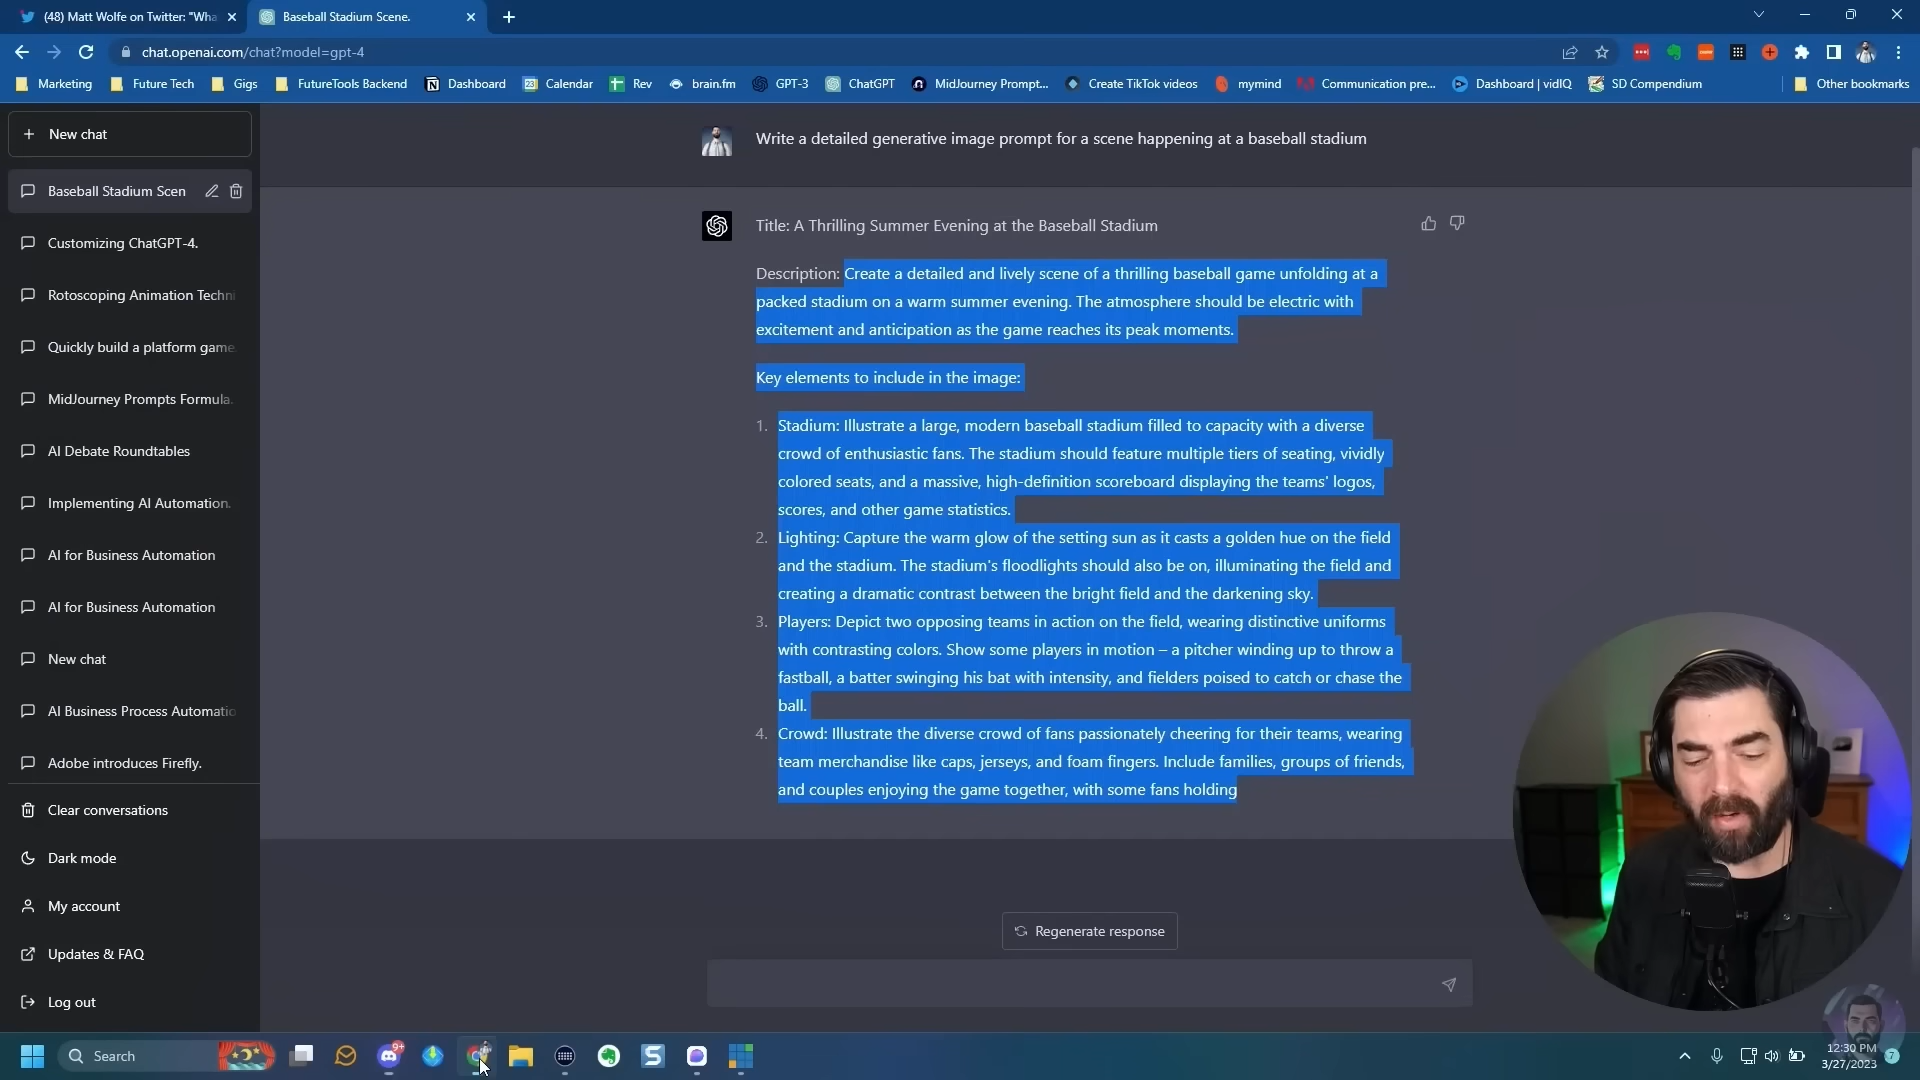 (48) Matt Wolfe on Twitter: "Wha
Baseball Stadium Scene.
chat.openai.com/chat?model=gpt-4
Marketing
Future Tech
Gigs
FutureTools Backend
Dashboard
Calendar
Rev
brain.fm
GPT-3
ChatGPT
MidJourney Prompt...
Create TikTok videos
mymind
Communication pre...
Dashboard | vidIQ
SD Compendium
Other bookmarks
New chat
Baseball Stadium Scen
Customizing ChatGPT-4.
Rotoscoping Animation Techni
Quickly build a platform game
MidJourney Prompts Formula.
AI Debate Roundtables
Implementing AI Automation.
AI for Business Automation
AI for Business Automation
New chat
AI Business Process Automatio
Adobe introduces Firefly.
Clear conversations
Dark mode
My account
Updates & FAQ
Log out
Write a detailed generative image prompt for a scene happening at a baseball stadium
Title: A Thrilling Summer Evening at the Baseball Stadium
Description: Create a detailed and lively scene of a thrilling baseball game unfolding at a
packed stadium on a warm summer evening. The atmosphere should be electric with
excitement and anticipation as the game reaches its peak moments.
Key elements to include in the image:
1. Stadium: Illustrate a large, modern baseball stadium filled to capacity with a diverse
crowd of enthusiastic fans. The stadium should feature multiple tiers of seating, vividly
colored seats, and a massive, high-definition scoreboard displaying the teams' logos,
scores, and other game statistics.
2. Lighting: Capture the warm glow of the setting sun as it casts a golden hue on the field
and the stadium. The stadium's floodlights should also be on, illuminating the field and
creating a dramatic contrast between the bright field and the darkening sky.
3. Players: Depict two opposing teams in action on the field, wearing distinctive uniforms
with contrasting colors. Show some players in motion – a pitcher winding up to throw a
fastball, a batter swinging his bat with intensity, and fielders poised to catch or chase the
ball.
4. Crowd: Illustrate the diverse crowd of fans passionately cheering for their teams, wearing
team merchandise like caps, jerseys, and foam fingers. Include families, groups of friends,
and couples enjoying the game together, with some fans holding
Regenerate response
Search
9+
12:30 PM
3/27/2023
7